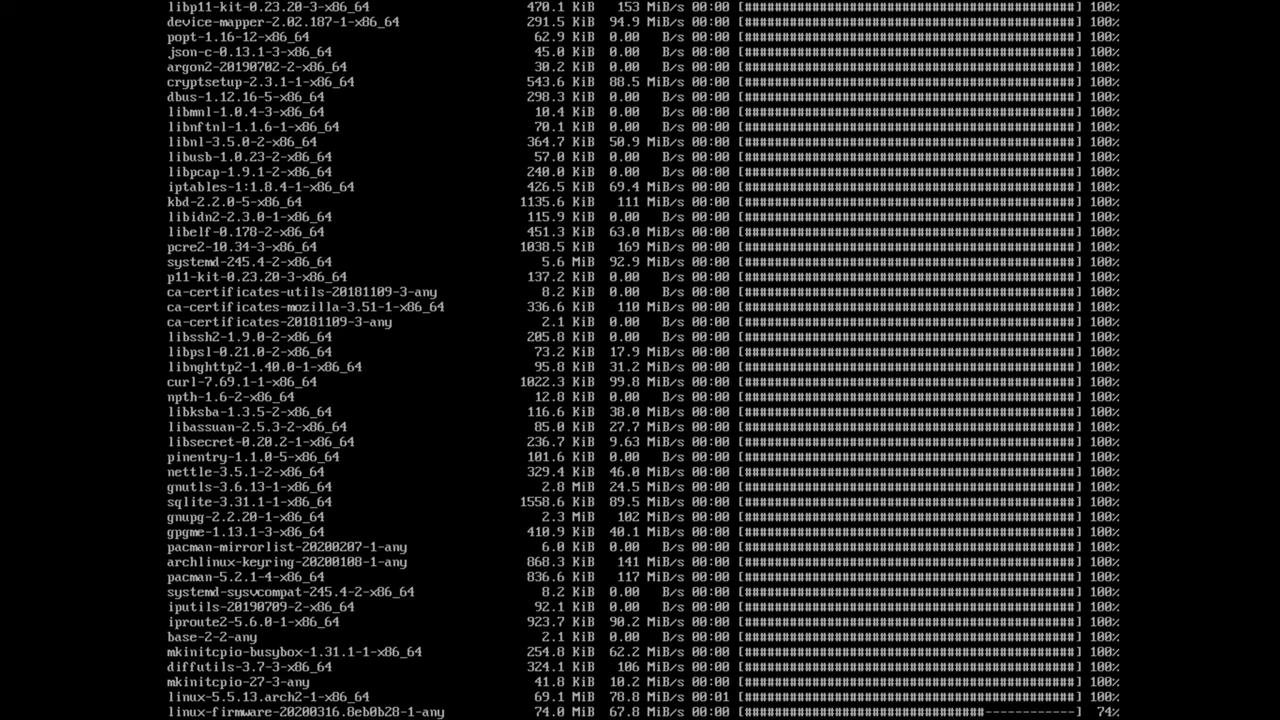 libp11-kit-0.23.20-3-x86_64 470.1 KiB 153 MiB/s 00:00 [############################################] 100%
device-mapper-2.02.187-1-x86_64 291.5 KiB 94.9 MiB/s 00:00 [############################################] 100%
popt-1.16-12-x86_64 62.9 KiB 0.00 B/s 00:00 [############################################] 100%
json-c-0.13.1-3-x86_64 45.0 KiB 0.00 B/s 00:00 [############################################] 100%
argon2-20190702-2-x86_64 30.2 KiB 0.00 B/s 00:00 [############################################] 100%
cryptsetup-2.3.1-1-x86_64 543.6 KiB 88.5 MiB/s 00:00 [############################################] 100%
dbus-1.12.16-5-x86_64 298.3 KiB 0.00 B/s 00:00 [############################################] 100%
libmnl-1.0.4-3-x86_64 10.4 KiB 0.00 B/s 00:00 [############################################] 100%
libnftnl-1.1.6-1-x86_64 70.1 KiB 0.00 B/s 00:00 [############################################] 100%
libnl-3.5.0-2-x86_64 364.7 KiB 50.9 MiB/s 00:00 [############################################] 100%
libusb-1.0.23-2-x86_64 57.0 KiB 0.00 B/s 00:00 [############################################] 100%
libpcap-1.9.1-2-x86_64 240.0 KiB 0.00 B/s 00:00 [############################################] 100%
iptables-1:1.8.4-1-x86_64 426.5 KiB 69.4 MiB/s 00:00 [############################################] 100%
kbd-2.2.0-5-x86_64 1135.6 KiB 111 MiB/s 00:00 [############################################] 100%
libidn2-2.3.0-1-x86_64 115.9 KiB 0.00 B/s 00:00 [############################################] 100%
libelf-0.178-2-x86_64 451.3 KiB 63.0 MiB/s 00:00 [############################################] 100%
pcre2-10.34-3-x86_64 1038.5 KiB 169 MiB/s 00:00 [############################################] 100%
systemd-245.4-2-x86_64 5.6 MiB 92.9 MiB/s 00:00 [############################################] 100%
p11-kit-0.23.20-3-x86_64 137.2 KiB 0.00 B/s 00:00 [############################################] 100%
ca-certificates-utils-20181109-3-any 8.2 KiB 0.00 B/s 00:00 [############################################] 100%
ca-certificates-mozilla-3.51-1-x86_64 336.6 KiB 110 MiB/s 00:00 [############################################] 100%
ca-certificates-20181109-3-any 2.1 KiB 0.00 B/s 00:00 [############################################] 100%
libssh2-1.9.0-2-x86_64 205.8 KiB 0.00 B/s 00:00 [############################################] 100%
libpsl-0.21.0-2-x86_64 73.2 KiB 17.9 MiB/s 00:00 [############################################] 100%
libnghttp2-1.40.0-1-x86_64 95.8 KiB 31.2 MiB/s 00:00 [############################################] 100%
curl-7.69.1-1-x86_64 1022.3 KiB 99.8 MiB/s 00:00 [############################################] 100%
npth-1.6-2-x86_64 12.8 KiB 0.00 B/s 00:00 [############################################] 100%
libksba-1.3.5-2-x86_64 116.6 KiB 38.0 MiB/s 00:00 [############################################] 100%
libassuan-2.5.3-2-x86_64 85.0 KiB 27.7 MiB/s 00:00 [############################################] 100%
libsecret-0.20.2-1-x86_64 236.7 KiB 9.63 MiB/s 00:00 [############################################] 100%
pinentry-1.1.0-5-x86_64 101.6 KiB 0.00 B/s 00:00 [############################################] 100%
nettle-3.5.1-2-x86_64 329.4 KiB 46.0 MiB/s 00:00 [############################################] 100%
gnutls-3.6.13-1-x86_64 2.8 MiB 24.5 MiB/s 00:00 [############################################] 100%
sqlite-3.31.1-1-x86_64 1558.6 KiB 89.5 MiB/s 00:00 [############################################] 100%
gnupg-2.2.20-1-x86_64 2.3 MiB 102 MiB/s 00:00 [############################################] 100%
gpgme-1.13.1-3-x86_64 410.9 KiB 40.1 MiB/s 00:00 [############################################] 100%
pacman-mirrorlist-20200207-1-any 6.0 KiB 0.00 B/s 00:00 [############################################] 100%
archlinux-keyring-20200108-1-any 868.3 KiB 141 MiB/s 00:00 [############################################] 100%
pacman-5.2.1-4-x86_64 836.6 KiB 117 MiB/s 00:00 [############################################] 100%
systemd-sysvcompat-245.4-2-x86_64 8.2 KiB 0.00 B/s 00:00 [############################################] 100%
iputils-20190709-2-x86_64 92.1 KiB 0.00 B/s 00:00 [############################################] 100%
iproute2-5.6.0-1-x86_64 923.7 KiB 90.2 MiB/s 00:00 [############################################] 100%
base-2-2-any 2.1 KiB 0.00 B/s 00:00 [############################################] 100%
mkinitcpio-busybox-1.31.1-1-x86_64 254.8 KiB 62.2 MiB/s 00:00 [############################################] 100%
diffutils-3.7-3-x86_64 324.1 KiB 106 MiB/s 00:00 [############################################] 100%
mkinitcpio-27-3-any 41.8 KiB 10.2 MiB/s 00:00 [############################################] 100%
linux-5.5.13.arch2-1-x86_64 69.1 MiB 78.8 MiB/s 00:01 [############################################] 100%
linux-firmware-20200316.8eb0b28-1-any 74.0 MiB 67.8 MiB/s 00:00 [################################------------] 74%